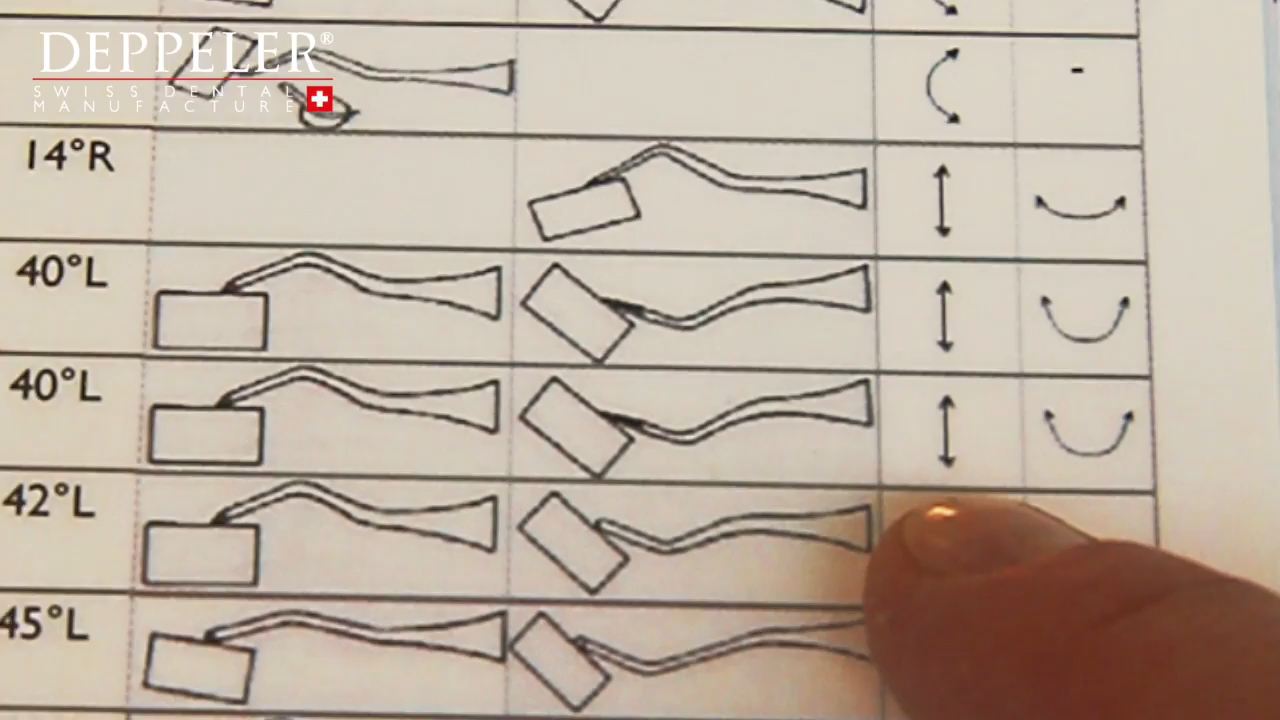 DEPPELER®
SWISS DENTAL
MANUFACTURE
-
14°R
40°L
40°L
42°L
45°L